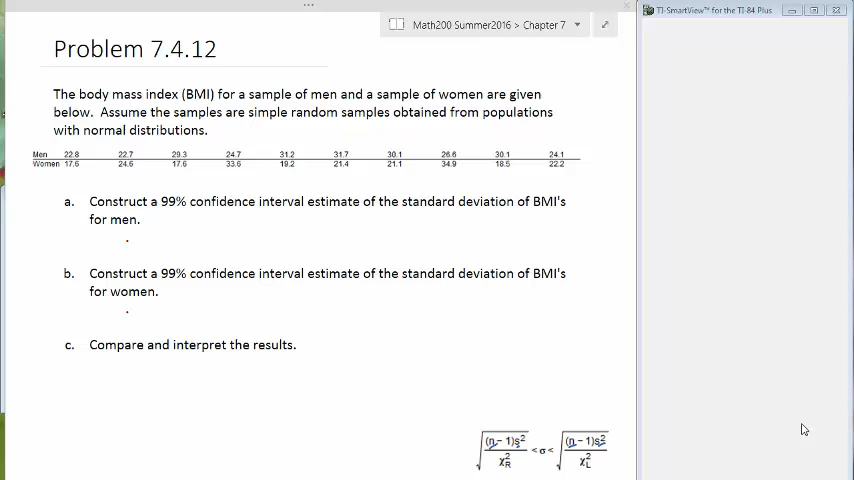 Math200 Summer2016 > Chapter 7
TI-SmartView™ for the TI-84 Plus
Problem 7.4.12
The body mass index (BMI) for a sample of men and a sample of women are given
below. Assume the samples are simple random samples obtained from populations
with normal distributions.
Men 22.8 22.7 29.3 24.7 31.2 31.7 30.1 26.6 30.1 24.1
Women 17.6 24.6 17.6 33.6 19.2 21.4 21.1 34.9 18.5 22.2
a. Construct a 99% confidence interval estimate of the standard deviation of BMI's
for men.
b. Construct a 99% confidence interval estimate of the standard deviation of BMI's
for women.
c. Compare and interpret the results.
√((n − 1)s²/χ²R) < σ < √((n − 1)s²/χ²L)